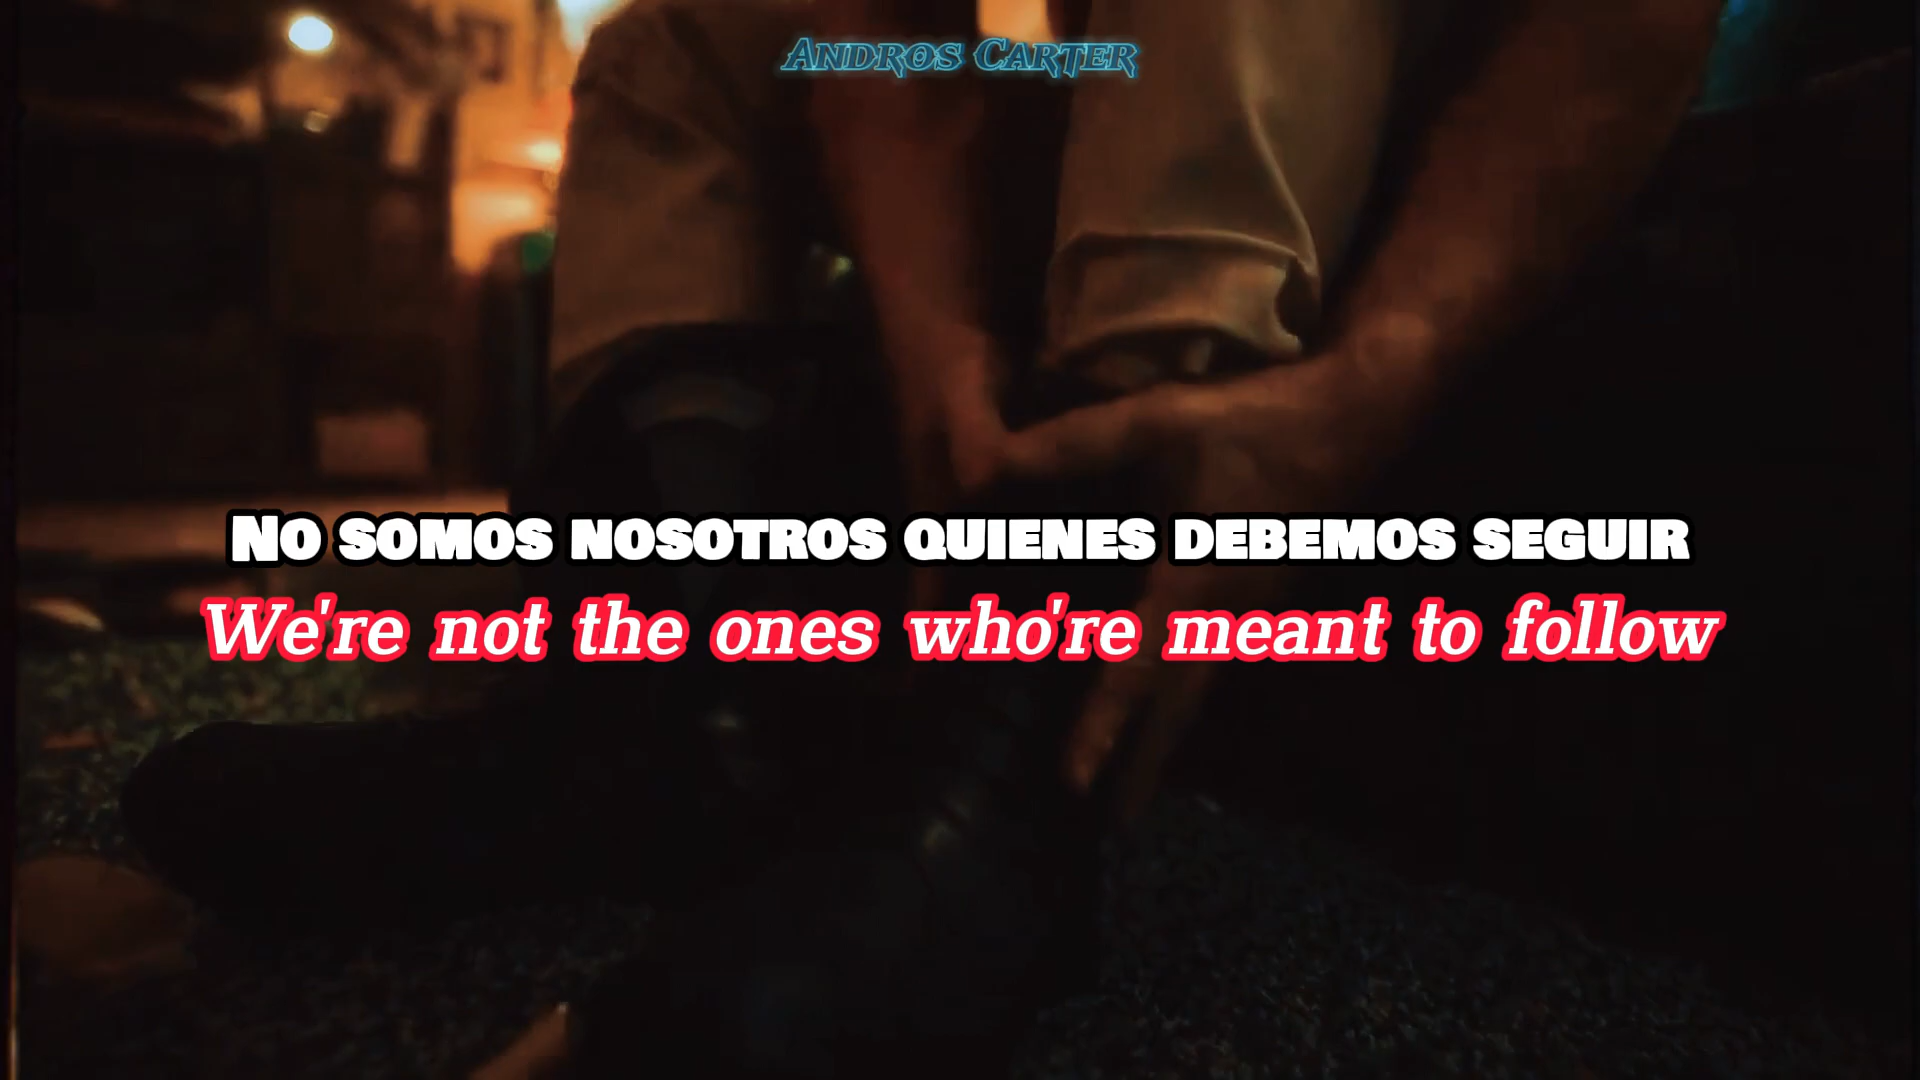 Andros Carter
No somos nosotros quienes debemos seguir
We're not the ones who're meant to follow